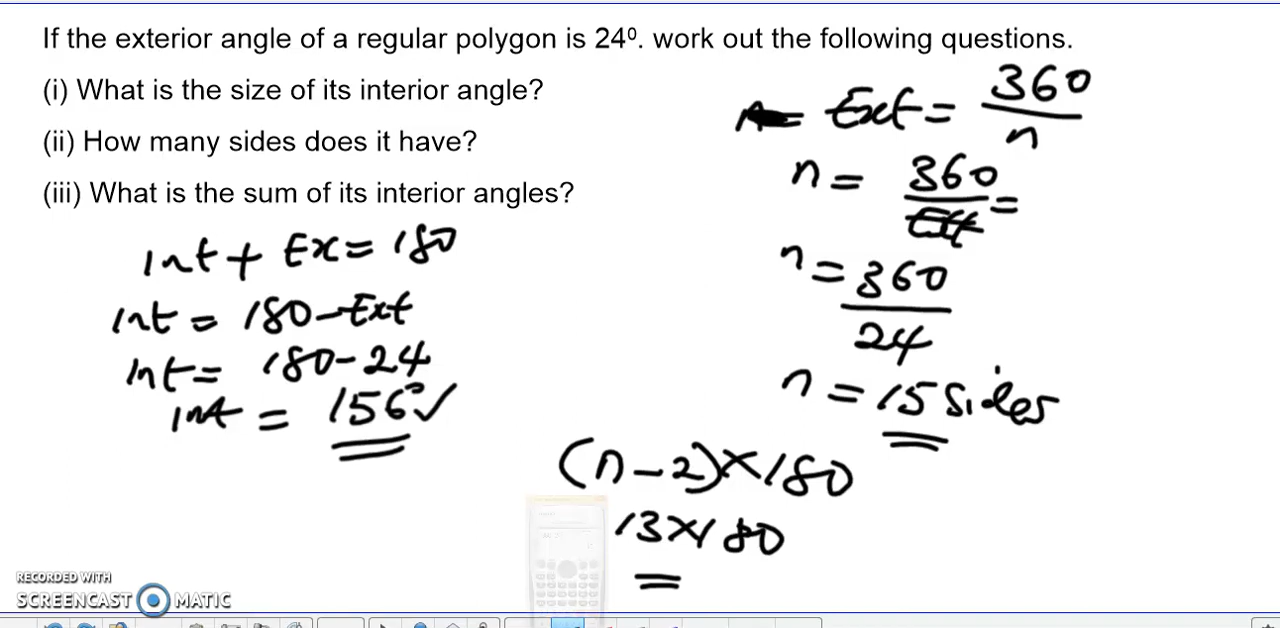 If the exterior angle of a regular polygon is 24⁰. work out the following questions.
(i) What is the size of its interior angle?
(ii) How many sides does it have?
(iii) What is the sum of its interior angles?
Int + Ex = 180
Int = 180 - Ext
Int = 180 - 24
Int = 156° ✓
Ext = 360/n
n = 360/Ext =
n = 360/24
n = 15 sides
(n - 2) × 180
13 × 180
=
RECORDED WITH
SCREENCAST MATIC